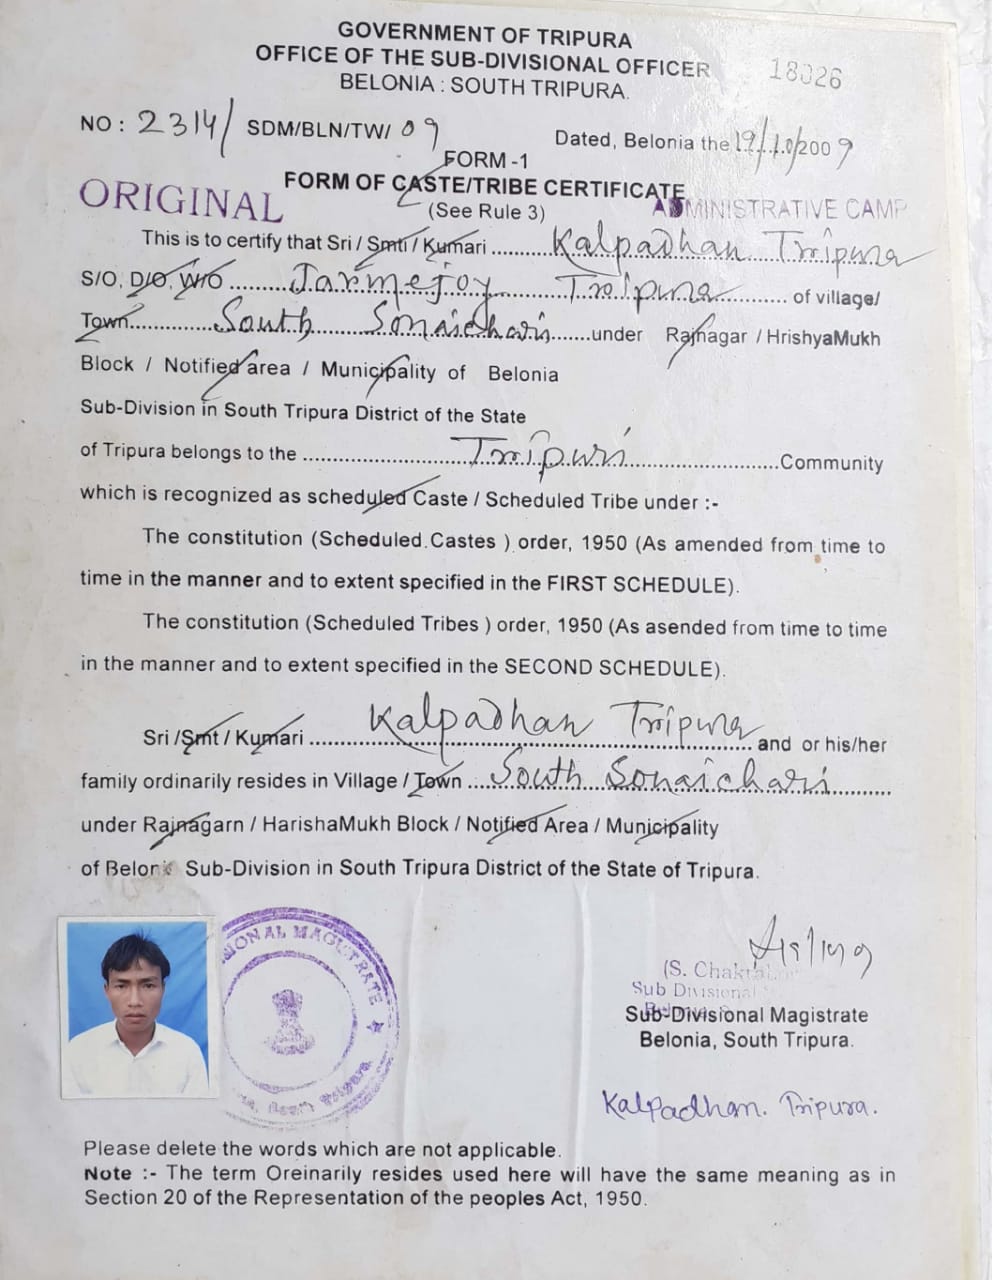 GOVERNMENT OF TRIPURA
OFFICE OF THE SUB-DIVISIONAL OFFICER
18026
BELONIA : SOUTH TRIPURA.
NO : 2314/ SDM/BLN/TW/ 09
Dated, Belonia the 19/10/2009
FORM -1
FORM OF CASTE/TRIBE CERTIFICATE
ORIGINAL
(See Rule 3)
ADMINISTRATIVE CAMP
This is to certify that Sri / Smti / Kumari .......... Kalpadhan Tripura
S/O, D/O, W/O .......... Jarmejoy Tripura .......... of village/
Town.......... South Sonaichari ..........under Rajnagar / HrishyaMukh
Block / Notified area / Municipality of Belonia
Sub-Division in South Tripura District of the State
of Tripura belongs to the .......... Tripuri ..........Community
which is recognized as scheduled Caste / Scheduled Tribe under :-
The constitution (Scheduled.Castes ) order, 1950 (As amended from time to
time in the manner and to extent specified in the FIRST SCHEDULE).
The constitution (Scheduled Tribes ) order, 1950 (As asended from time to time
in the manner and to extent specified in the SECOND SCHEDULE).
Sri /Smt / Kumari .......... Kalpadhan Tripura .......... and or his/her
family ordinarily resides in Village / Town .......... South Sonaichari ..........
under Rajnagarn / HarishaMukh Block / Notified Area / Municipality
of Belon Sub-Division in South Tripura District of the State of Tripura.
MAGISTRATE
South Tripura
(S. Chak
Sub Divisional
Sub-Divisional Magistrate
Belonia, South Tripura.
Kalpadham. Tripura.
Please delete the words which are not applicable.
Note :- The term Oreinarily resides used here will have the same meaning as in
Section 20 of the Representation of the peoples Act, 1950.